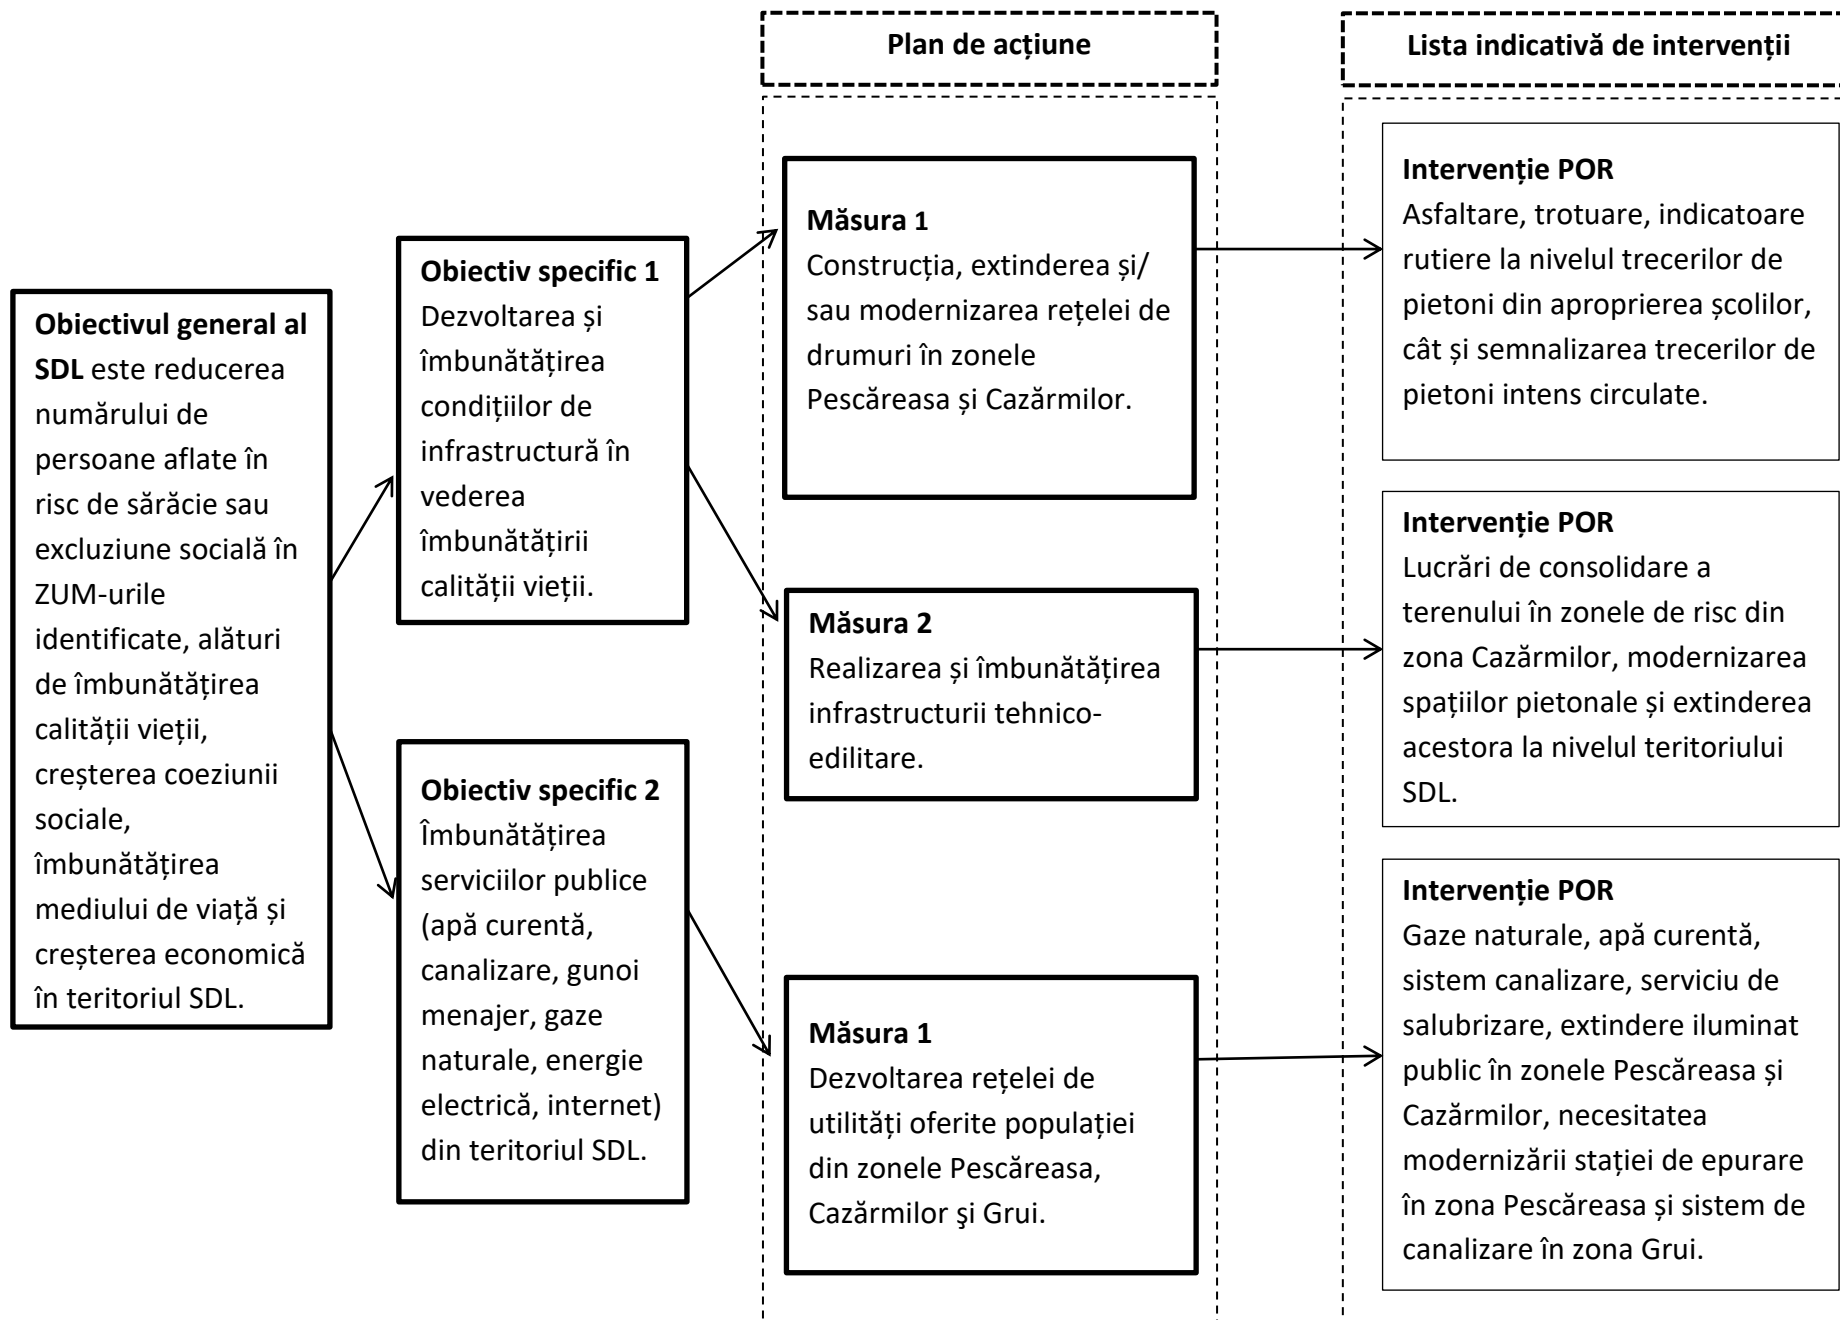 Plan de acțiune
Lista indicativă de intervenții
Obiectivul general al
SDL este reducerea
numărului de
persoane aflate în
risc de sărăcie sau
excluziune socială în
ZUM-urile
identificate, alături
de îmbunătățirea
calității vieții,
creșterea coeziunii
sociale,
îmbunătățirea
mediului de viață și
creșterea economică
în teritoriul SDL.
Obiectiv specific 1
Dezvoltarea și
îmbunătățirea
condițiilor de
infrastructură în
vederea
îmbunătățirii
calității vieții.
Obiectiv specific 2
Îmbunătățirea
serviciilor publice
(apă curentă,
canalizare, gunoi
menajer, gaze
naturale, energie
electrică, internet)
din teritoriul SDL.
Măsura 1
Construcția, extinderea și/
sau modernizarea rețelei de
drumuri în zonele
Pescăreasa și Cazărmilor.
Măsura 2
Realizarea și îmbunătățirea
infrastructurii tehnico-
edilitare.
Măsura 1
Dezvoltarea rețelei de
utilități oferite populației
din zonele Pescăreasa,
Cazărmilor şi Grui.
Intervenție POR
Asfaltare, trotuare, indicatoare
rutiere la nivelul trecerilor de
pietoni din aproprierea școlilor,
cât și semnalizarea trecerilor de
pietoni intens circulate.
Intervenție POR
Lucrări de consolidare a
terenului în zonele de risc din
zona Cazărmilor, modernizarea
spațiilor pietonale și extinderea
acestora la nivelul teritoriului
SDL.
Intervenție POR
Gaze naturale, apă curentă,
sistem canalizare, serviciu de
salubrizare, extindere iluminat
public în zonele Pescăreasa și
Cazărmilor, necesitatea
modernizării stației de epurare
în zona Pescăreasa și sistem de
canalizare în zona Grui.